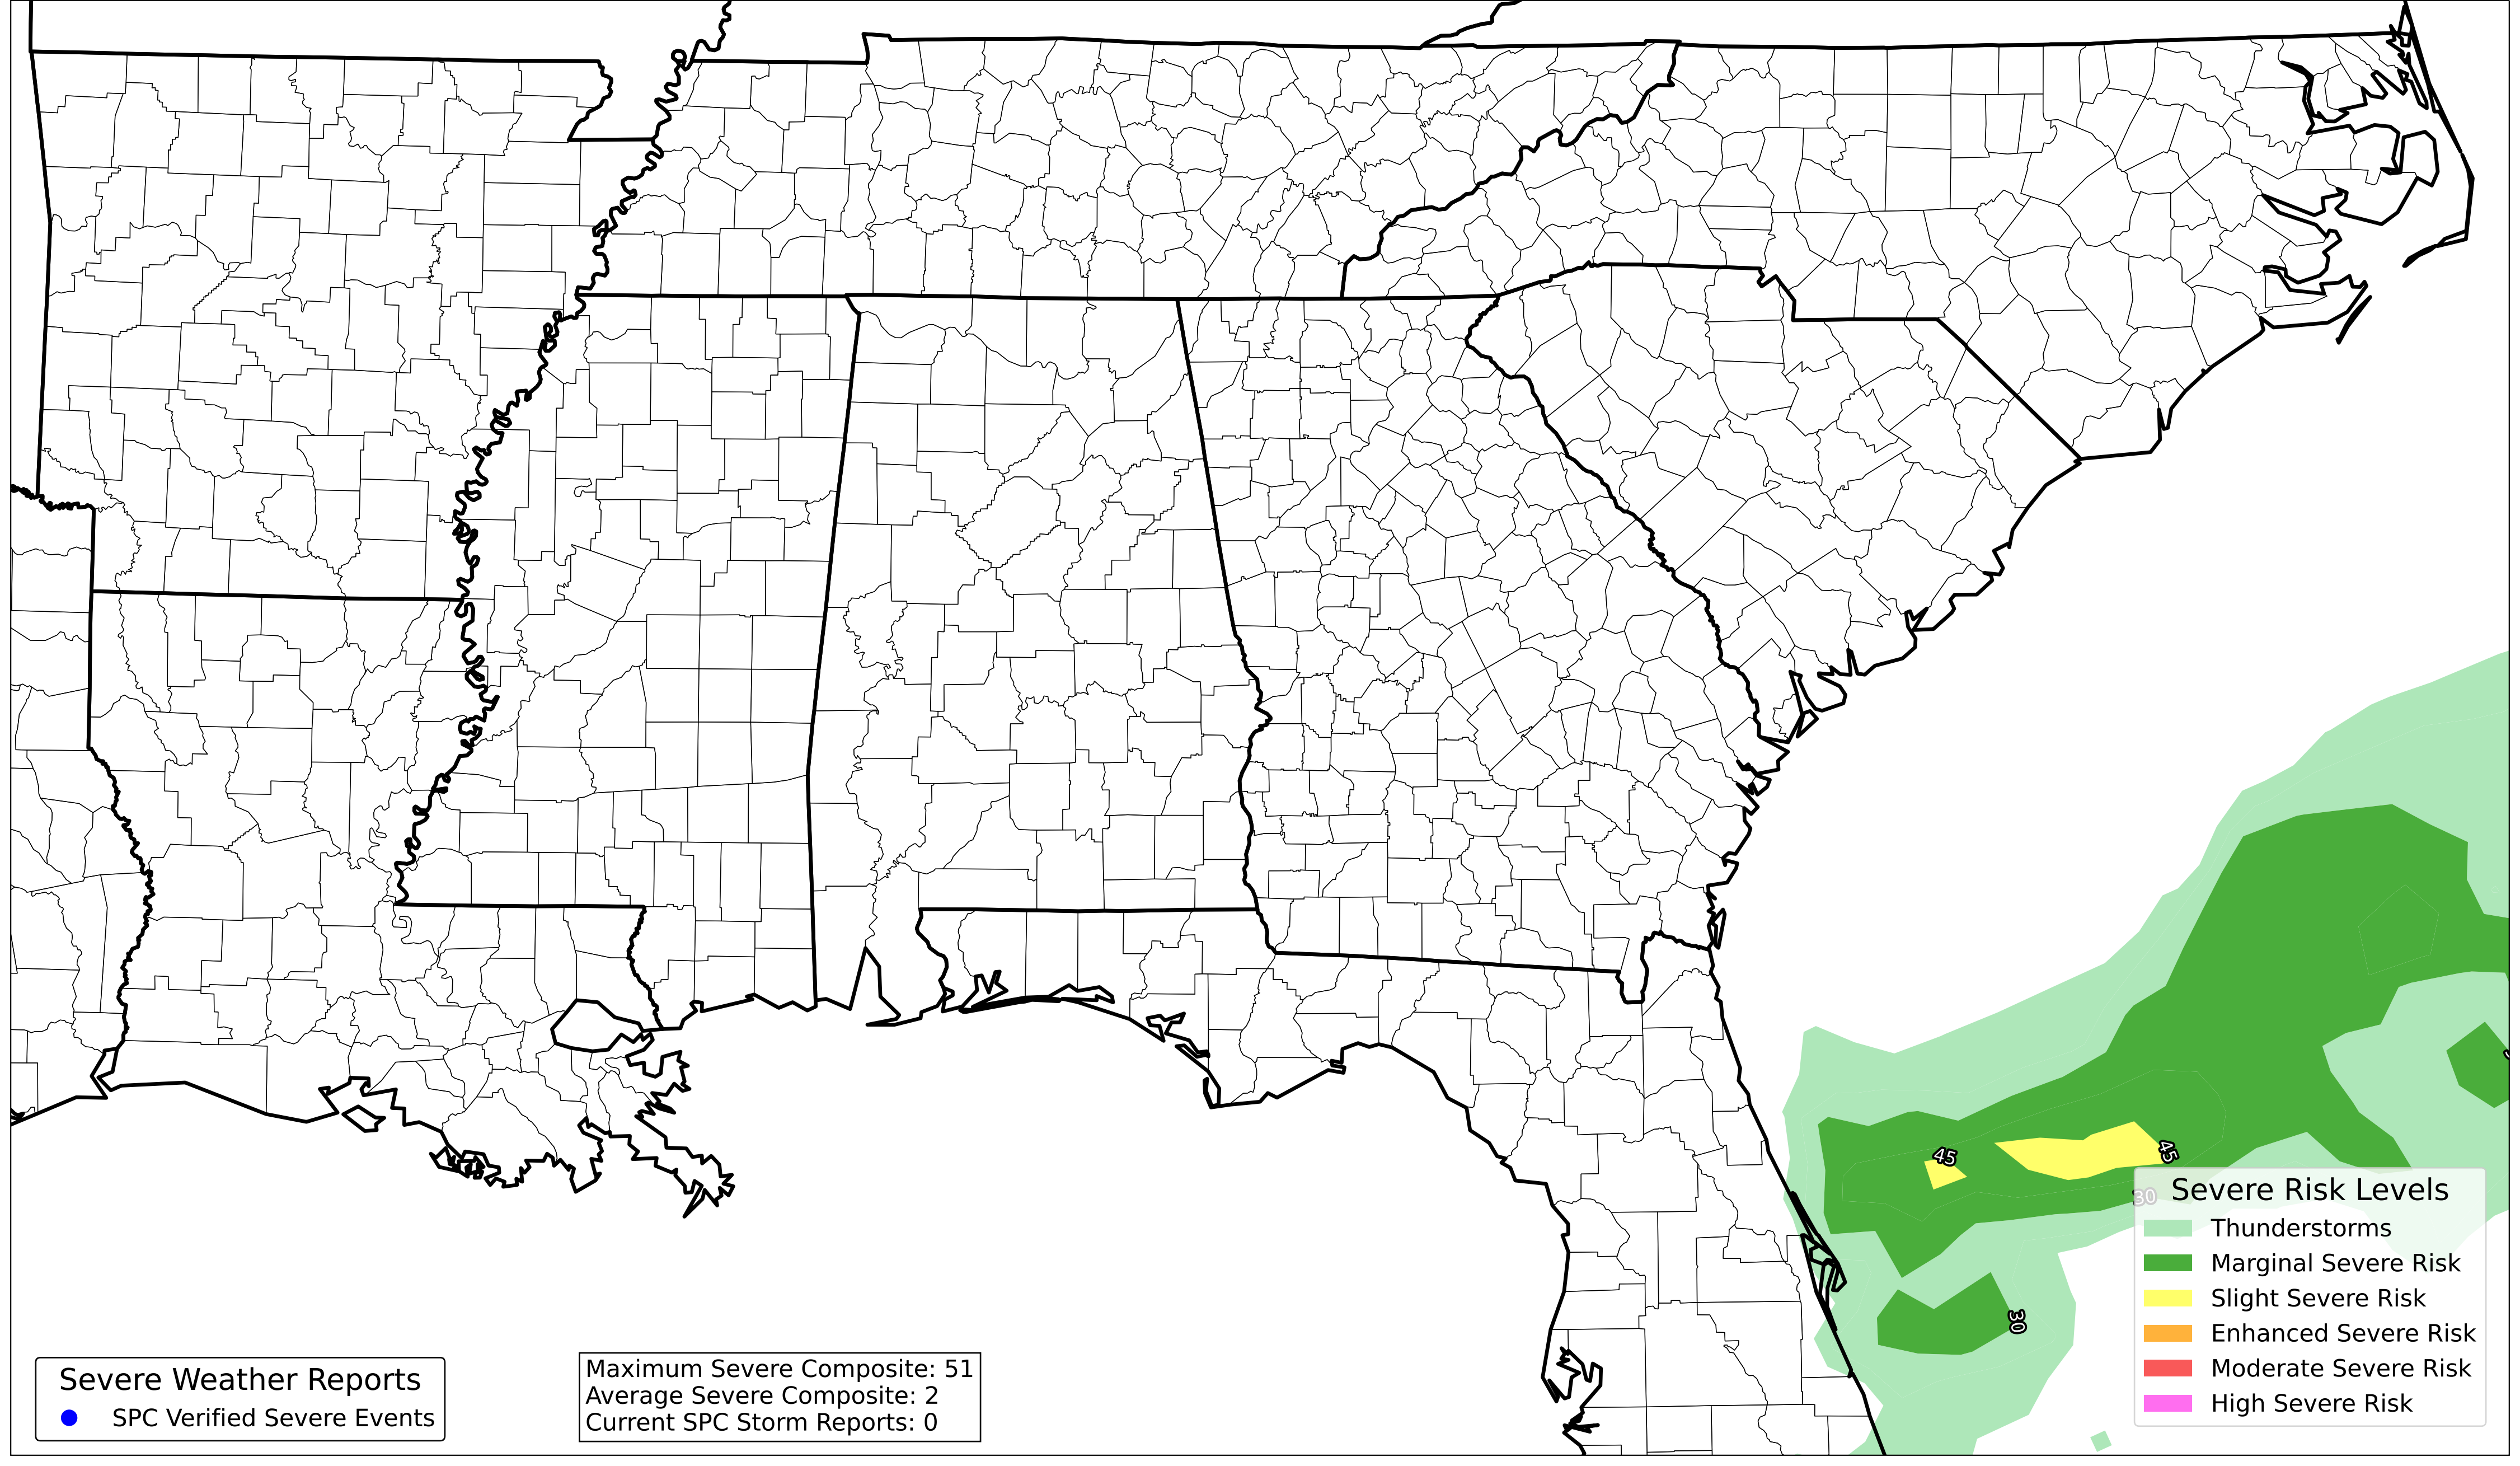 45
45
30
30
Severe Risk Levels
Thunderstorms
Marginal Severe Risk
Slight Severe Risk
Enhanced Severe Risk
Moderate Severe Risk
High Severe Risk
Severe Weather Reports
SPC Verified Severe Events
Maximum Severe Composite: 51
Average Severe Composite: 2
Current SPC Storm Reports: 0